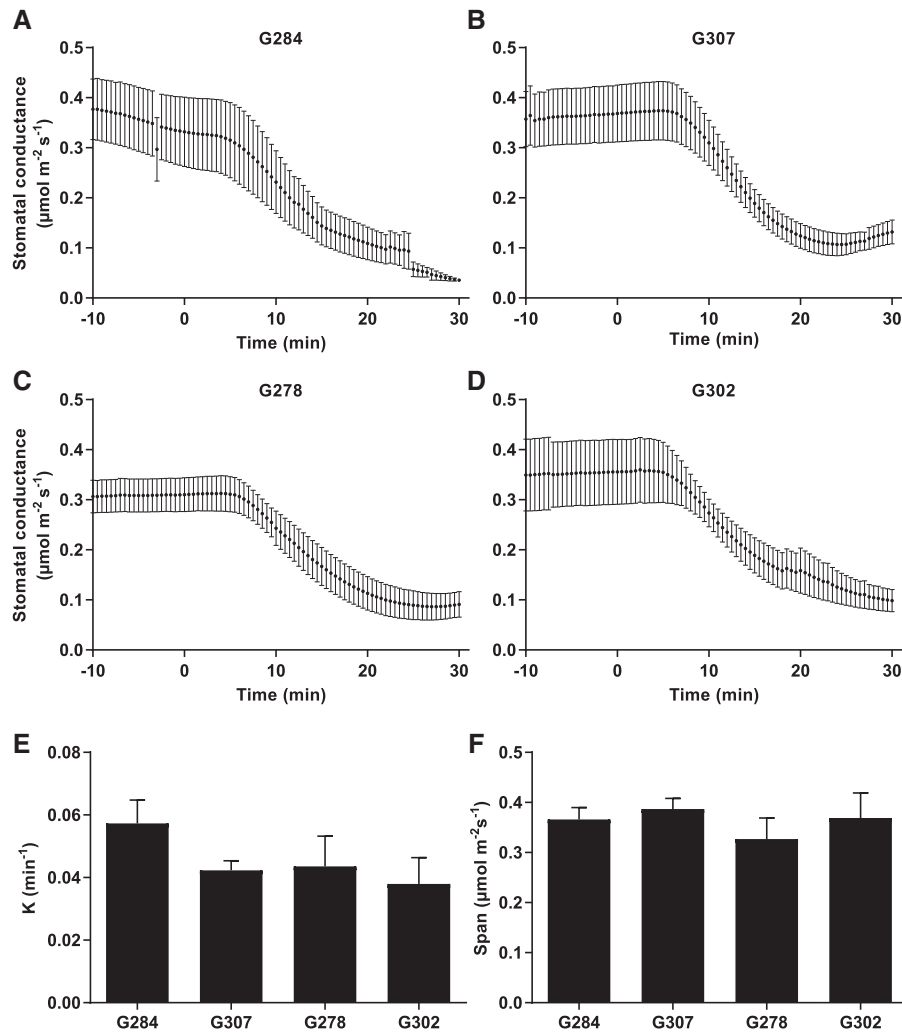 A
G284
Stomatal conductance
(µmol m⁻² s⁻¹)
0.5
0.4
0.3
0.2
0.1
0.0
-10 0 10 20 30
Time (min)
B
G307
0.5
0.4
0.3
0.2
0.1
0.0
-10 0 10 20 30
Time (min)
C
G278
Stomatal conductance
(µmol m⁻² s⁻¹)
0.5
0.4
0.3
0.2
0.1
0.0
-10 0 10 20 30
Time (min)
D
G302
0.5
0.4
0.3
0.2
0.1
0.0
-10 0 10 20 30
Time (min)
E
K (min⁻¹)
0.08
0.06
0.04
0.02
0.00
G284 G307 G278 G302
F
Span (µmol m⁻²s⁻¹)
0.5
0.4
0.3
0.2
0.1
0.0
G284 G307 G278 G302